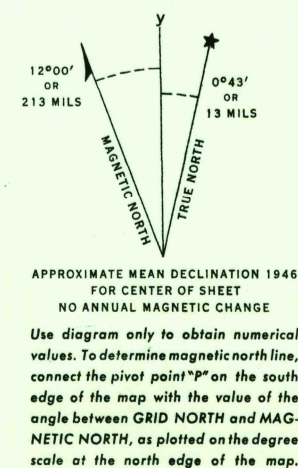 y
12°00'
OR
213 MILS
0°43'
OR
13 MILS
MAGNETIC NORTH
TRUE NORTH
APPROXIMATE MEAN DECLINATION 1946
FOR CENTER OF SHEET
NO ANNUAL MAGNETIC CHANGE
Use diagram only to obtain numerical
values. To determine magnetic north line,
connect the pivot point "P" on the south
edge of the map with the value of the
angle between GRID NORTH and MAG-
NETIC NORTH, as plotted on the degree
scale at the north edge of the map.